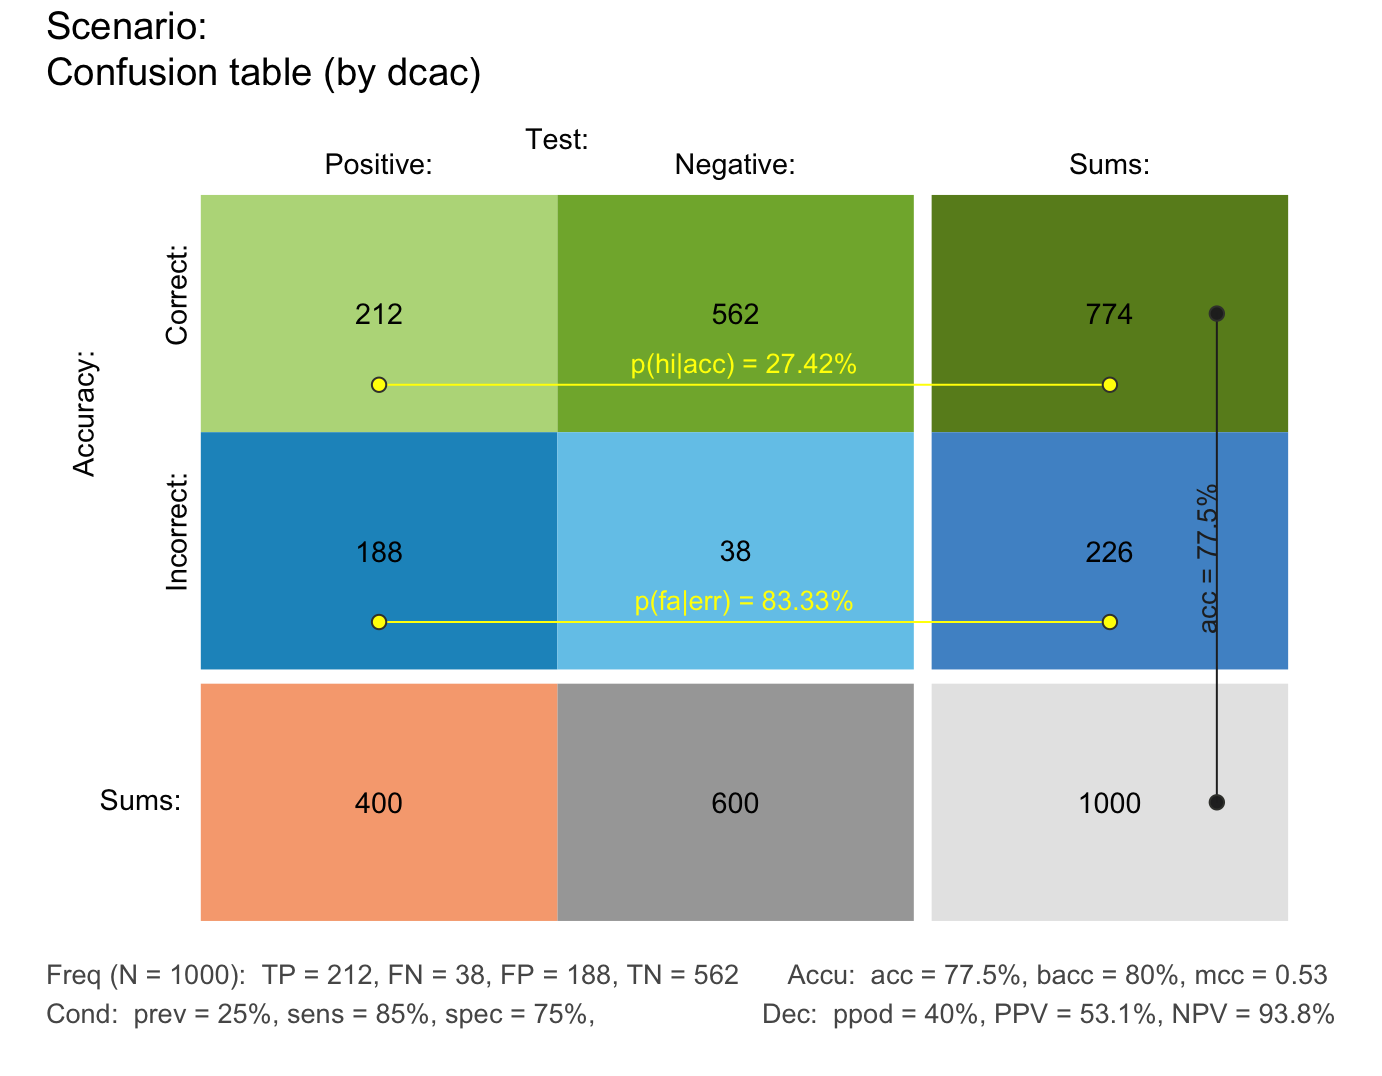 Scenario:
Confusion table (by dcac)
Test:
Positive:
Negative:
Sums:
Accuracy:
Correct:
212
562
774
p(hi|acc) = 27.42%
Incorrect:
188
38
226
p(fa|err) = 83.33%
acc = 77.5%
Sums:
400
600
1000
Freq (N = 1000):  TP = 212, FN = 38, FP = 188, TN = 562
Accu:  acc = 77.5%, bacc = 80%, mcc = 0.53
Cond:  prev = 25%, sens = 85%, spec = 75%,
Dec:  ppod = 40%, PPV = 53.1%, NPV = 93.8%